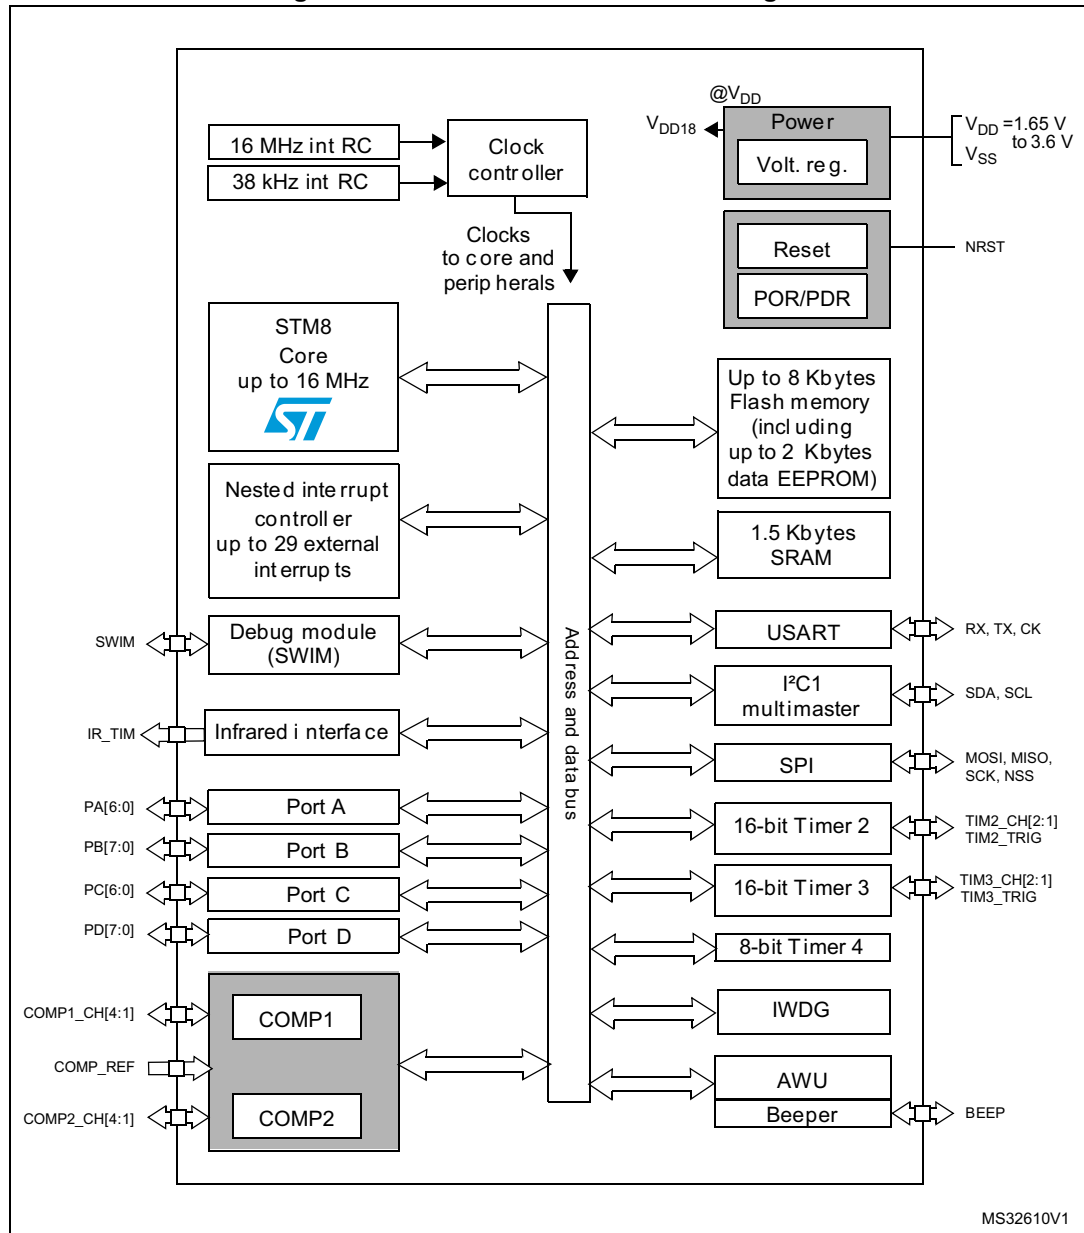 @VDD
VDD18
Power
Volt. reg.
VDD =1.65 V
to 3.6 V
VSS
16 MHz int RC
38 kHz int RC
Clock
controller
Clocks
to core and
peripherals
Reset
POR/PDR
NRST
STM8
Core
up to 16 MHz
ST
Up to 8 Kbytes
Flash memory
(including
up to 2 Kbytes
data EEPROM)
Nested interrupt
controller
up to 29 external
interrupts
1.5 Kbytes
SRAM
Address and data bus
SWIM
Debug module
(SWIM)
USART
RX, TX, CK
I²C1
multimaster
SDA, SCL
IR_TIM
Infrared interface
SPI
MOSI, MISO,
SCK, NSS
PA[6:0]
Port A
16-bit Timer 2
TIM2_CH[2:1]
TIM2_TRIG
PB[7:0]
Port B
PC[6:0]
Port C
16-bit Timer 3
TIM3_CH[2:1]
TIM3_TRIG
PD[7:0]
Port D
8-bit Timer 4
COMP1_CH[4:1]
COMP1
IWDG
COMP_REF
AWU
COMP2_CH[4:1]
COMP2
Beeper
BEEP
MS32610V1